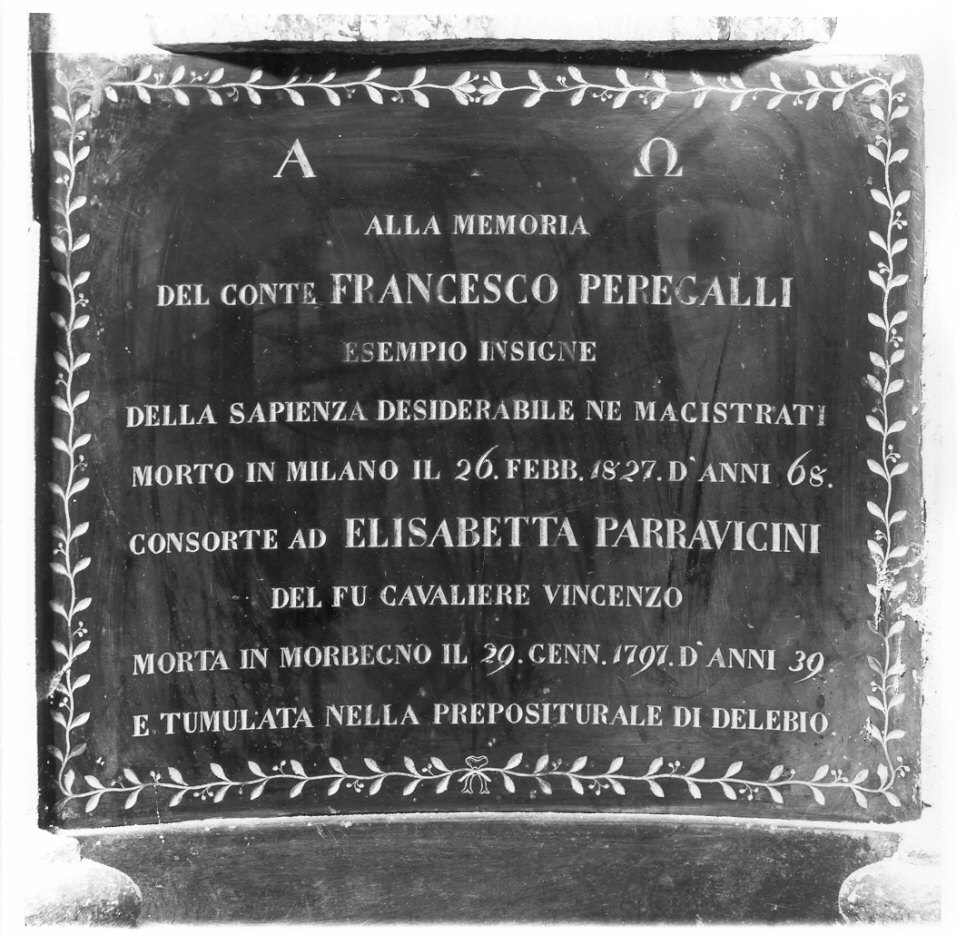 Α Ω
ALLA MEMORIA
DEL CONTE FRANCESCO PEREGALLI
ESEMPIO INSIGNE
DELLA SAPIENZA DESIDERABILE NE MAGISTRATI
MORTO IN MILANO IL 26. FEBB. 1827. D'ANNI 68.
CONSORTE AD ELISABETTA PARRAVICINI
DEL FU CAVALIERE VINCENZO
MORTA IN MORBEGNO IL 29. GENN. 1797. D'ANNI 39
E TUMULATA NELLA PREPOSITURALE DI DELEBIO.